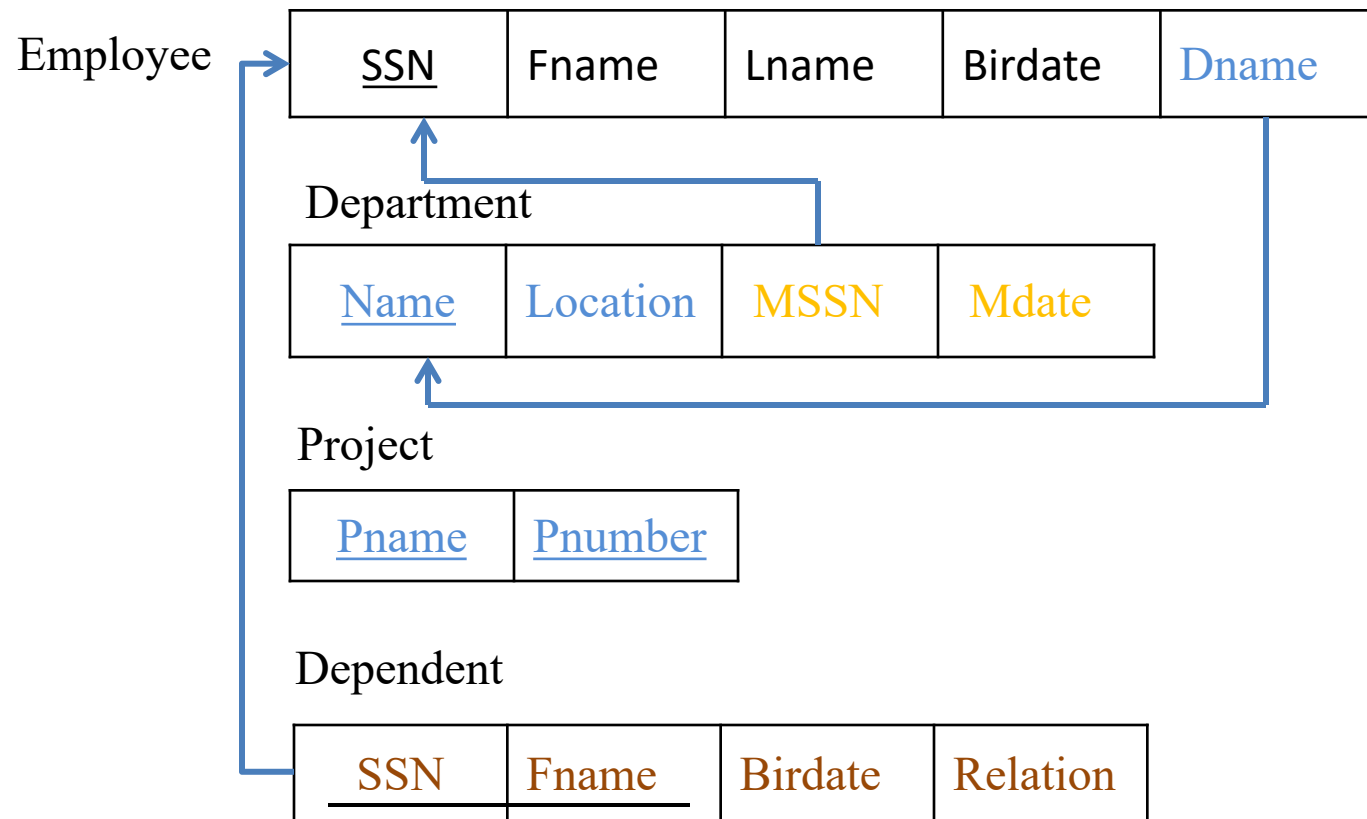 Employee SSN Fname Lname Birdate Dname
Department
Name Location MSSN Mdate
Project
Pname Pnumber
Dependent
SSN Fname Birdate Relation